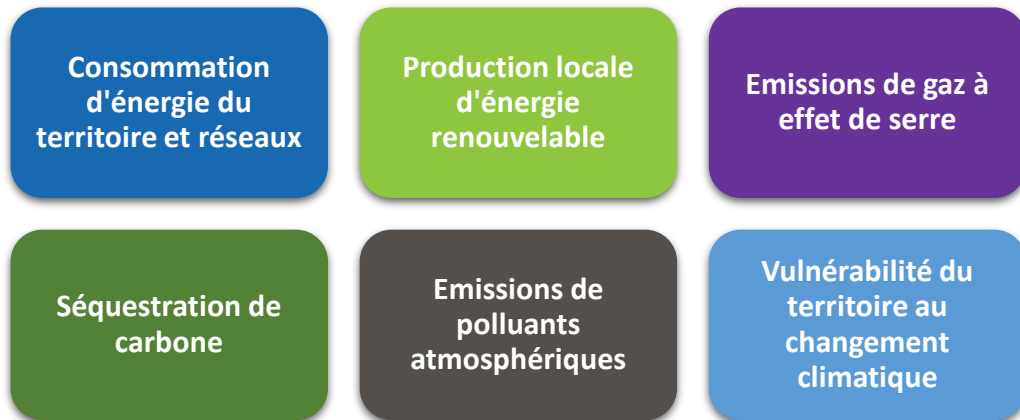 Consommation
d'énergie du
territoire et réseaux
Production locale
d'énergie
renouvelable
Emissions de gaz à
effet de serre
Séquestration de
carbone
Emissions de
polluants
atmosphériques
Vulnérabilité du
territoire au
changement
climatique